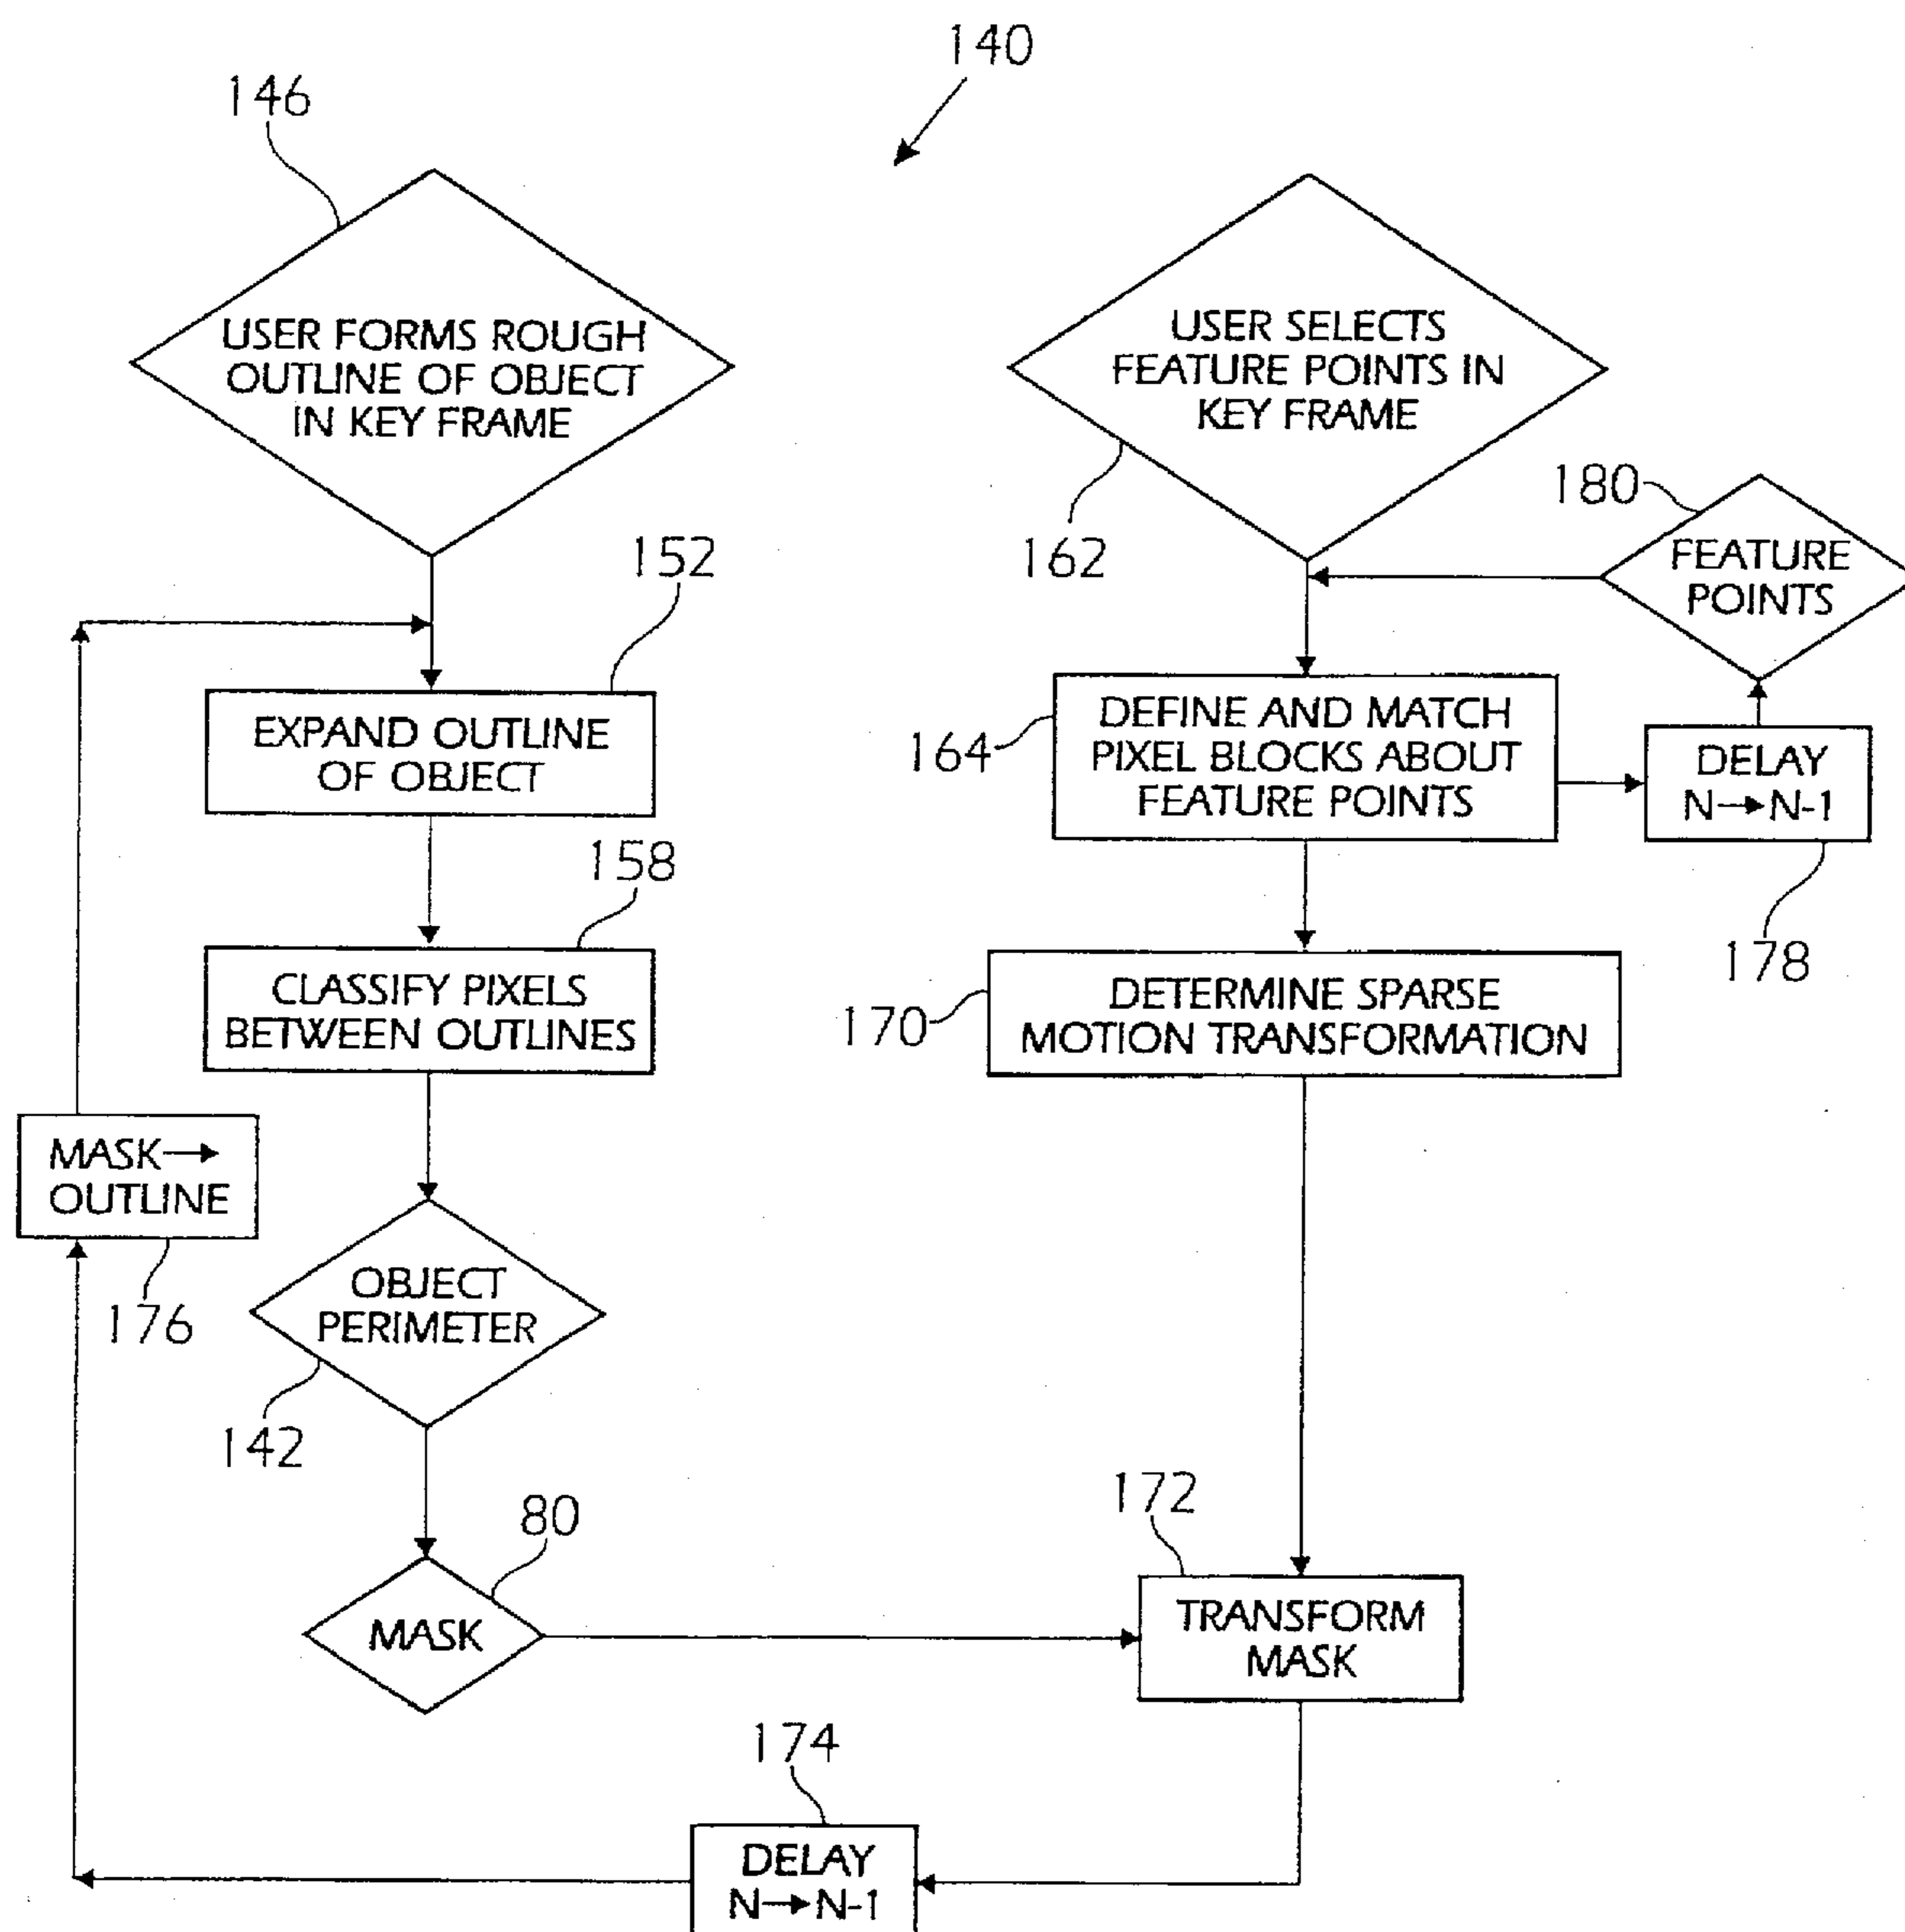 140
146
USER FORMS ROUGH
OUTLINE OF OBJECT
IN KEY FRAME
USER SELECTS
FEATURE POINTS IN
KEY FRAME
162
180
FEATURE
POINTS
152
EXPAND OUTLINE
OF OBJECT
164
DEFINE AND MATCH
PIXEL BLOCKS ABOUT
FEATURE POINTS
DELAY
N→N-1
178
158
CLASSIFY PIXELS
BETWEEN OUTLINES
170
DETERMINE SPARSE
MOTION TRANSFORMATION
MASK→
OUTLINE
176
OBJECT
PERIMETER
142
80
MASK
172
TRANSFORM
MASK
174
DELAY
N→N-1